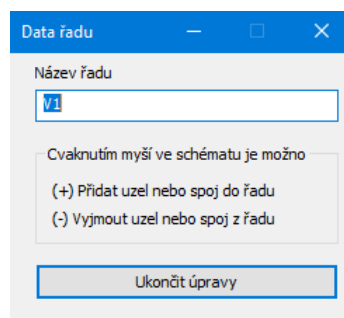 Data řadu
Název řadu
V1
Cvaknutím myší ve schématu je možno
(+) Přidat uzel nebo spoj do řadu
(-) Vyjmout uzel nebo spoj z řadu
Ukončit úpravy